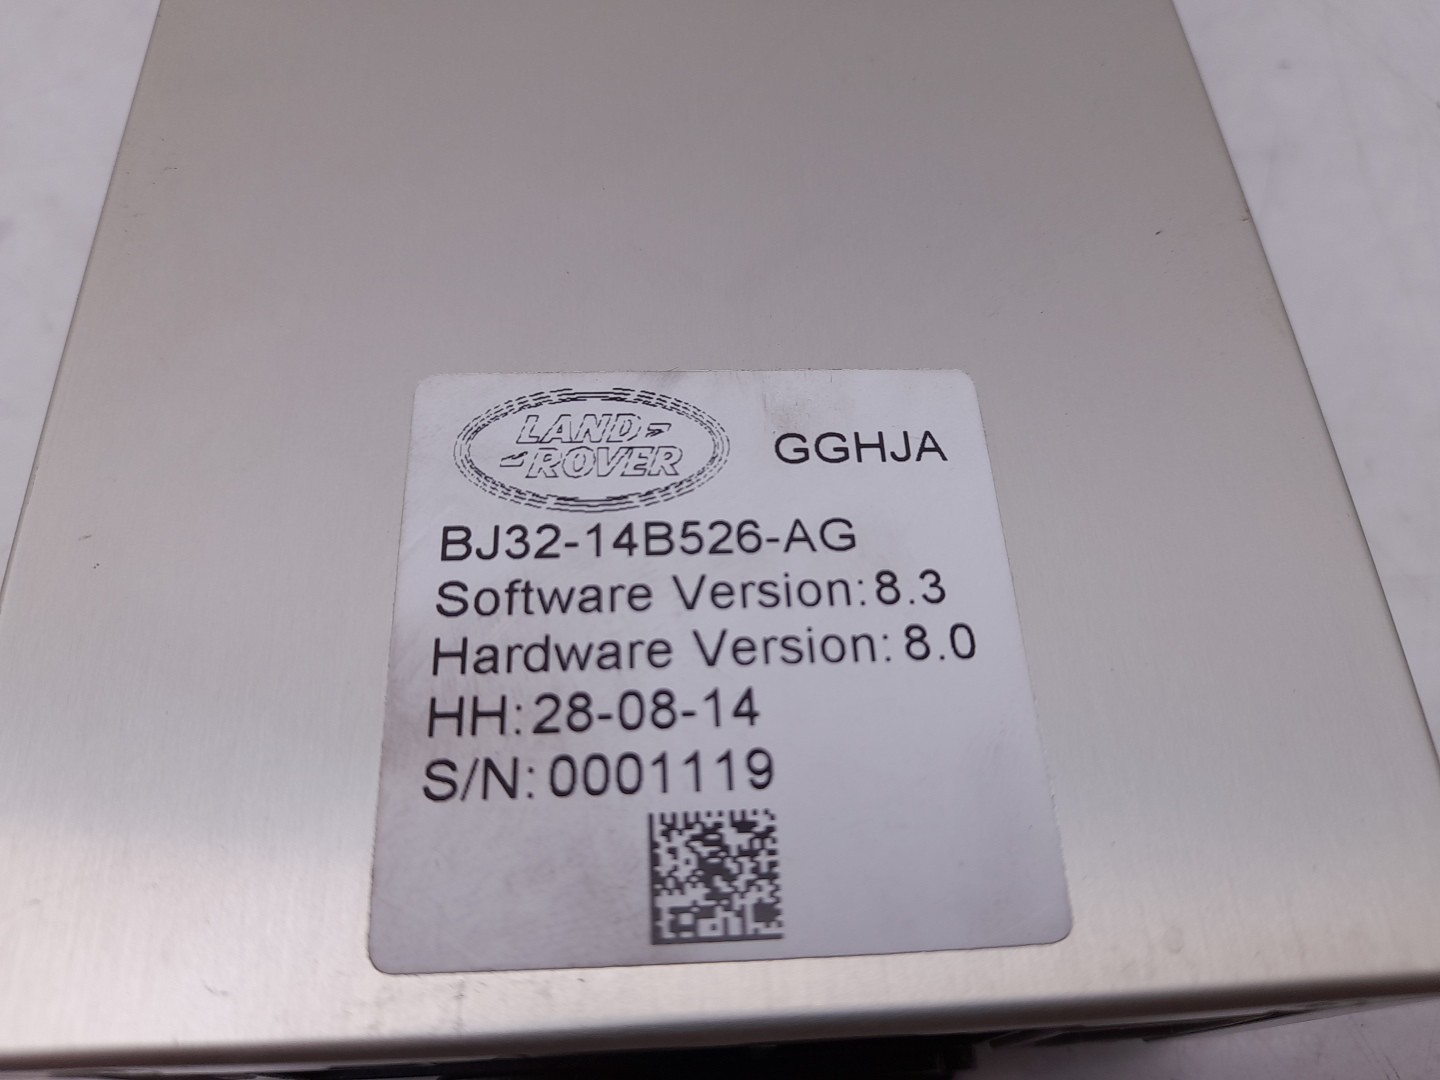 LAND
ROVER
GGHJA
BJ32-14B526-AG
Software Version: 8.3
Hardware Version: 8.0
HH: 28-08-14
S/N: 0001119